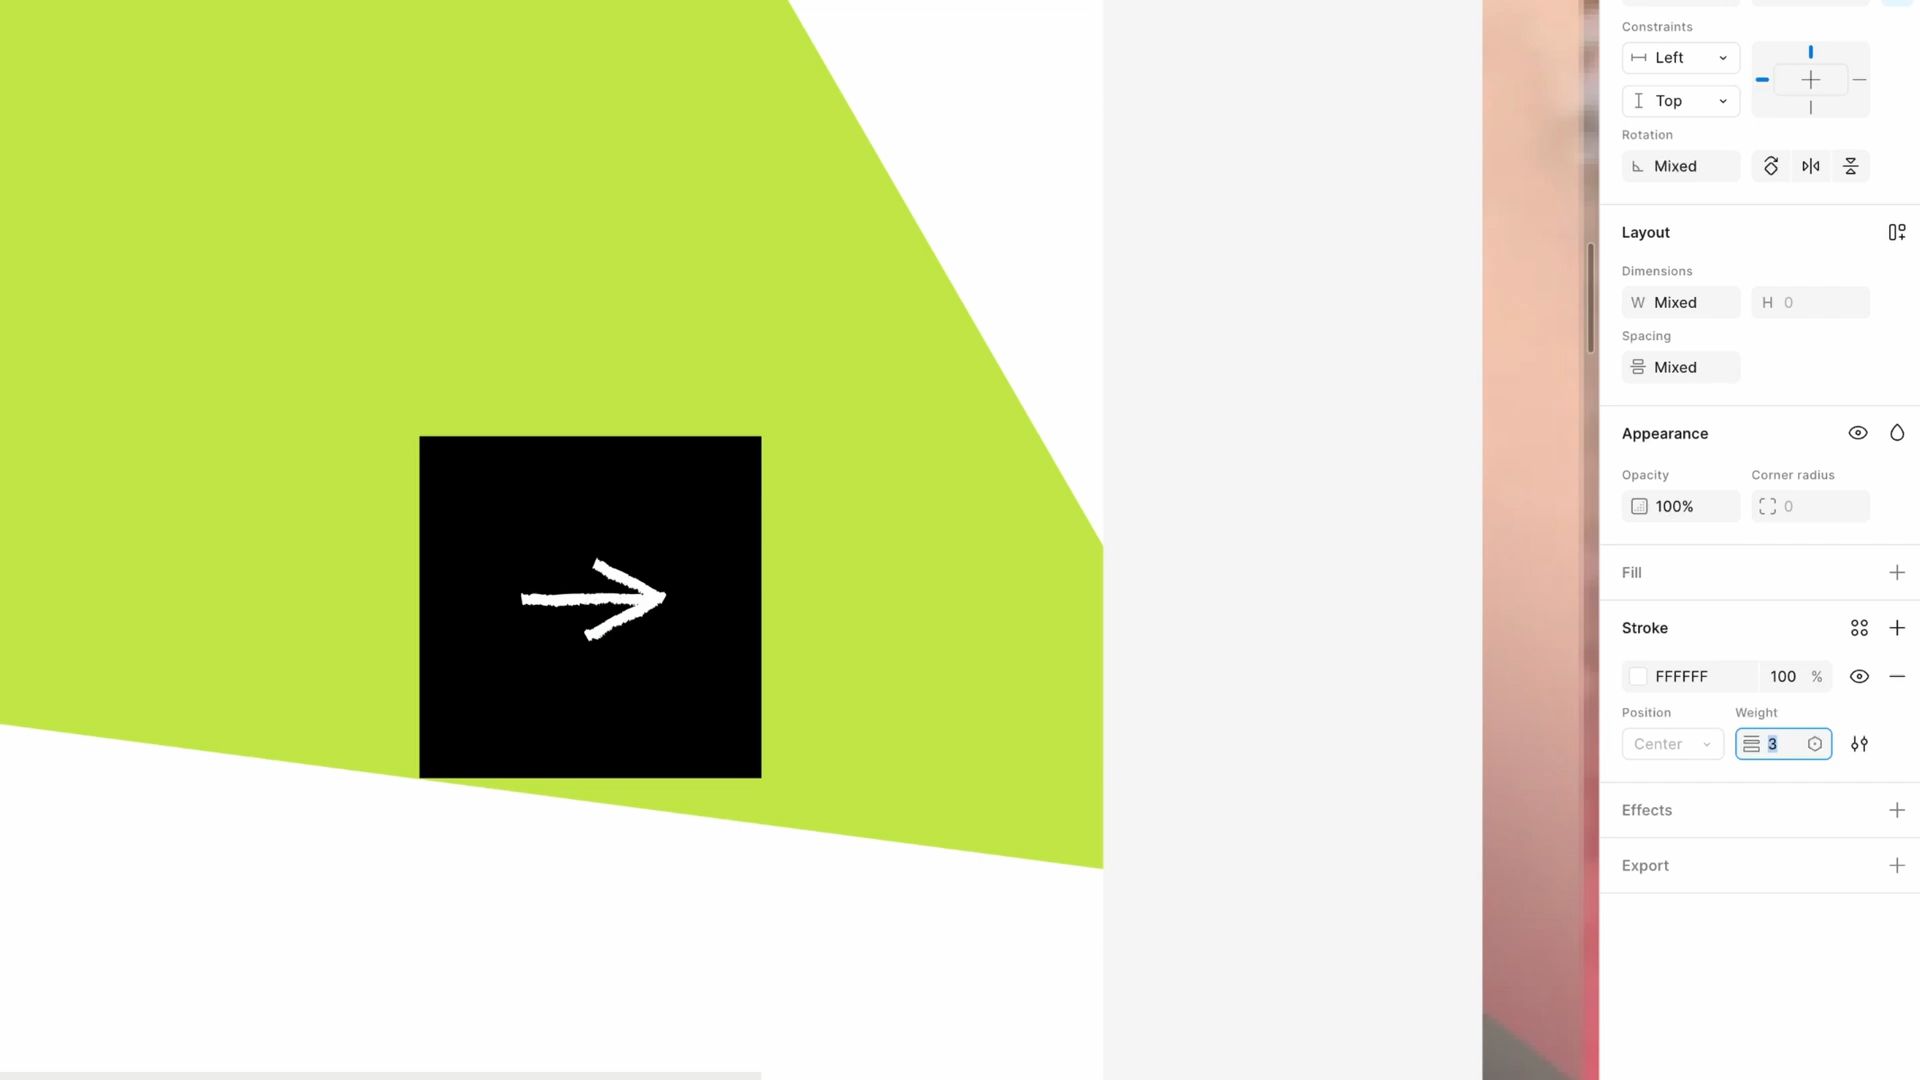 Constraints
Left
Top
Rotation
Mixed
Layout
Dimensions
W Mixed H 0
Spacing
Mixed
Appearance
Opacity Corner radius
100% 0
Fill
Stroke
FFFFFF 100 %
Position Weight
Center 3
Effects
Export